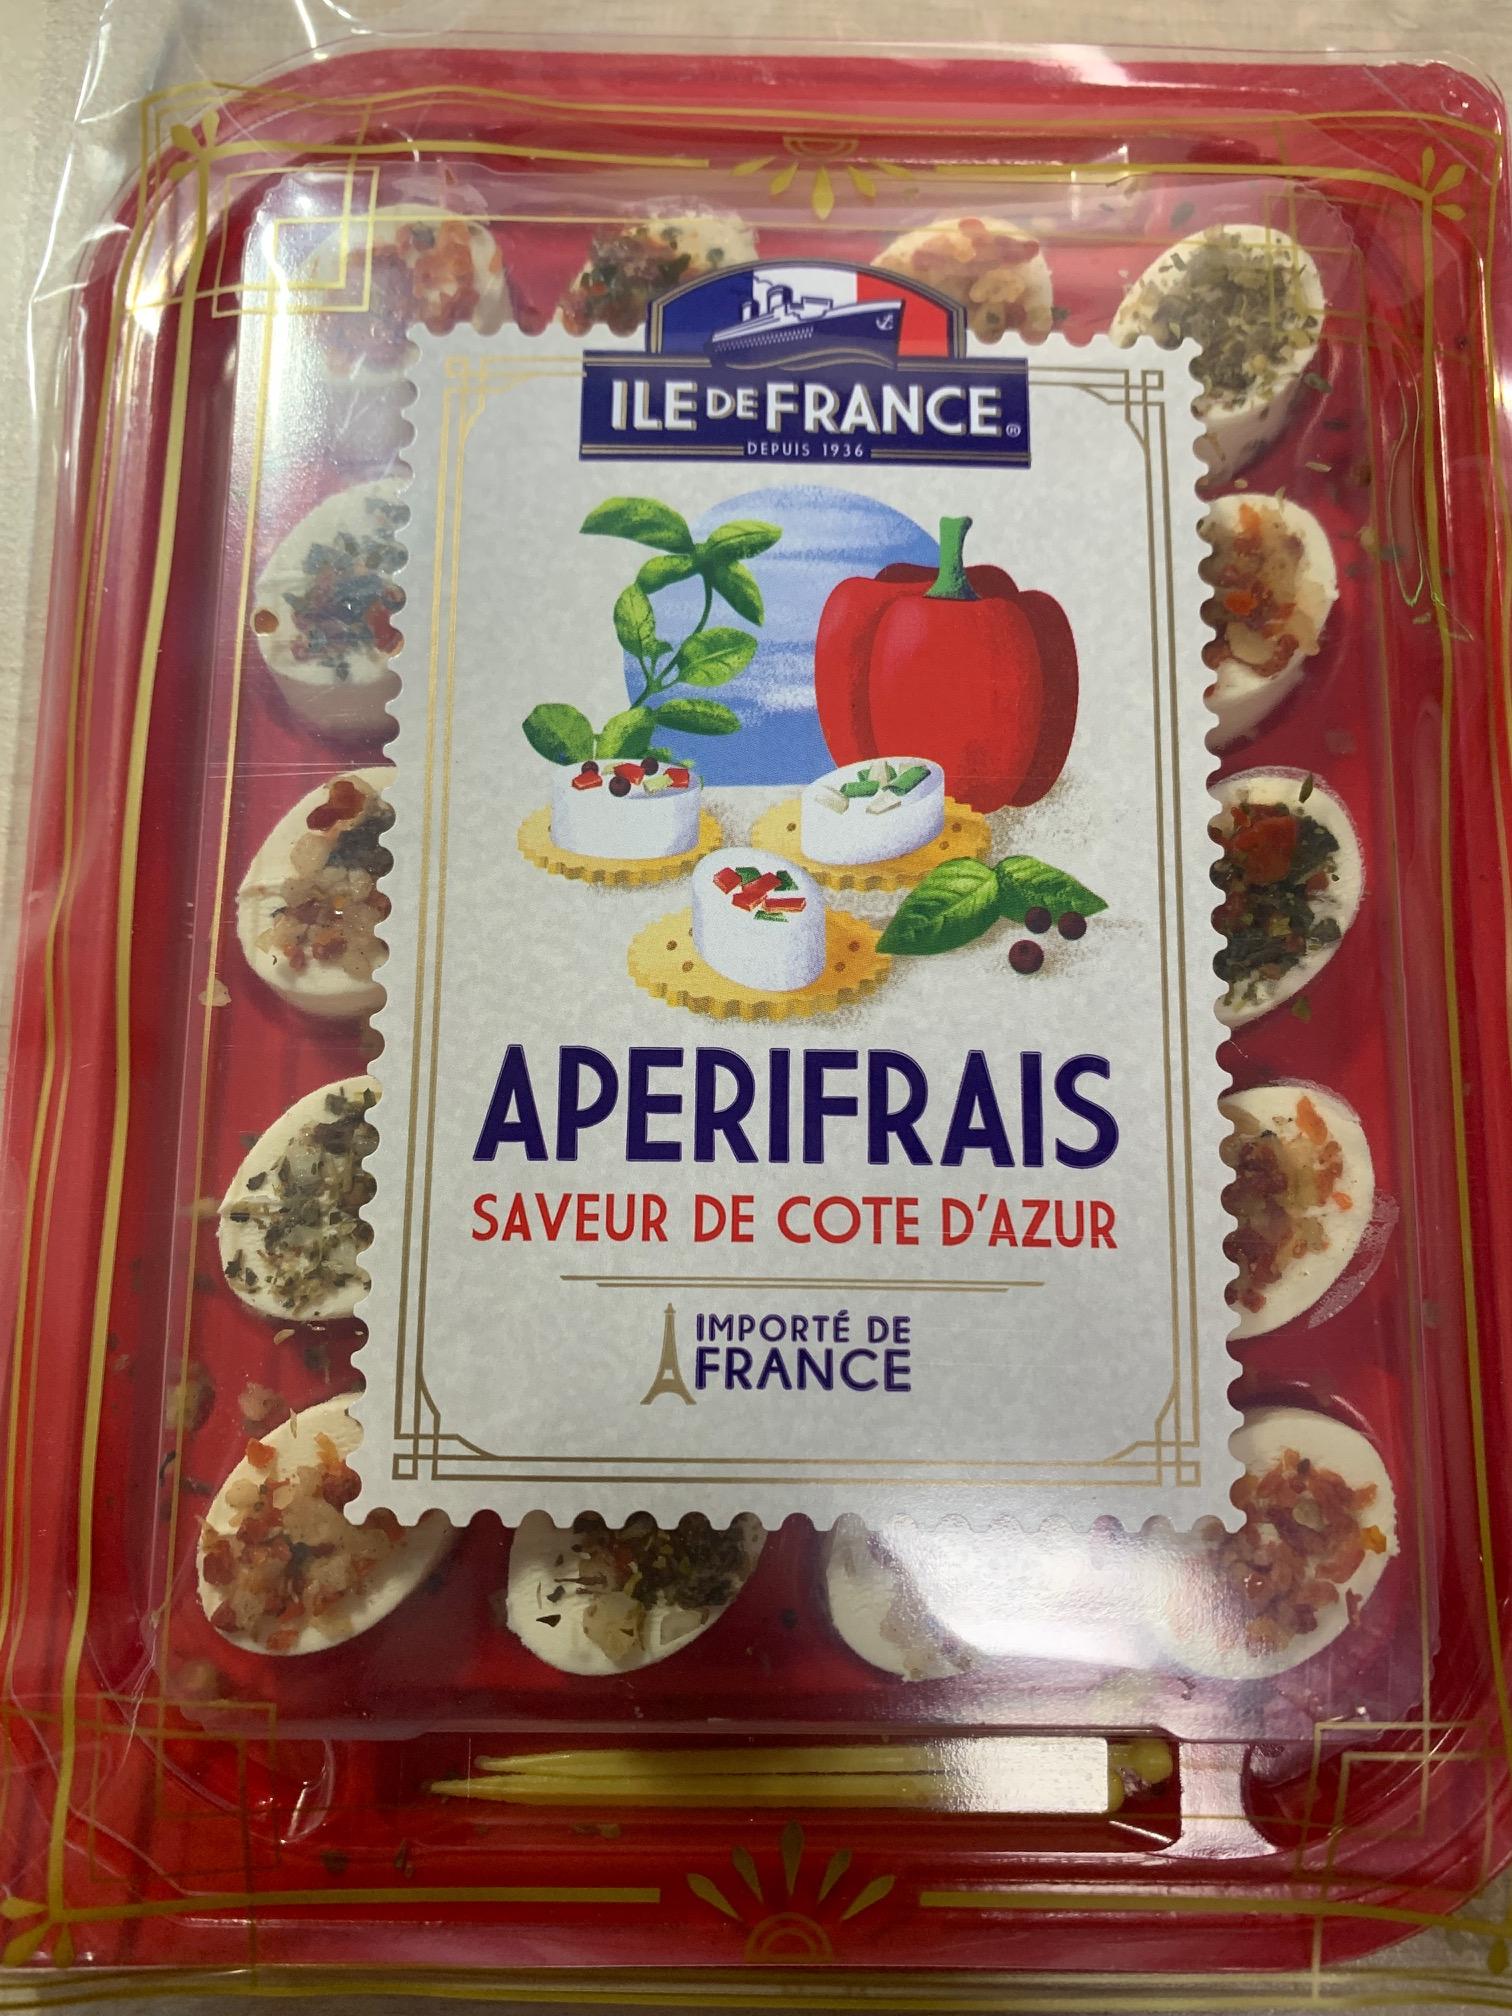 ILE DE FRANCE®
DEPUIS 1936
APERIFRAIS
SAVEUR DE COTE D'AZUR
IMPORTÉ DE
FRANCE